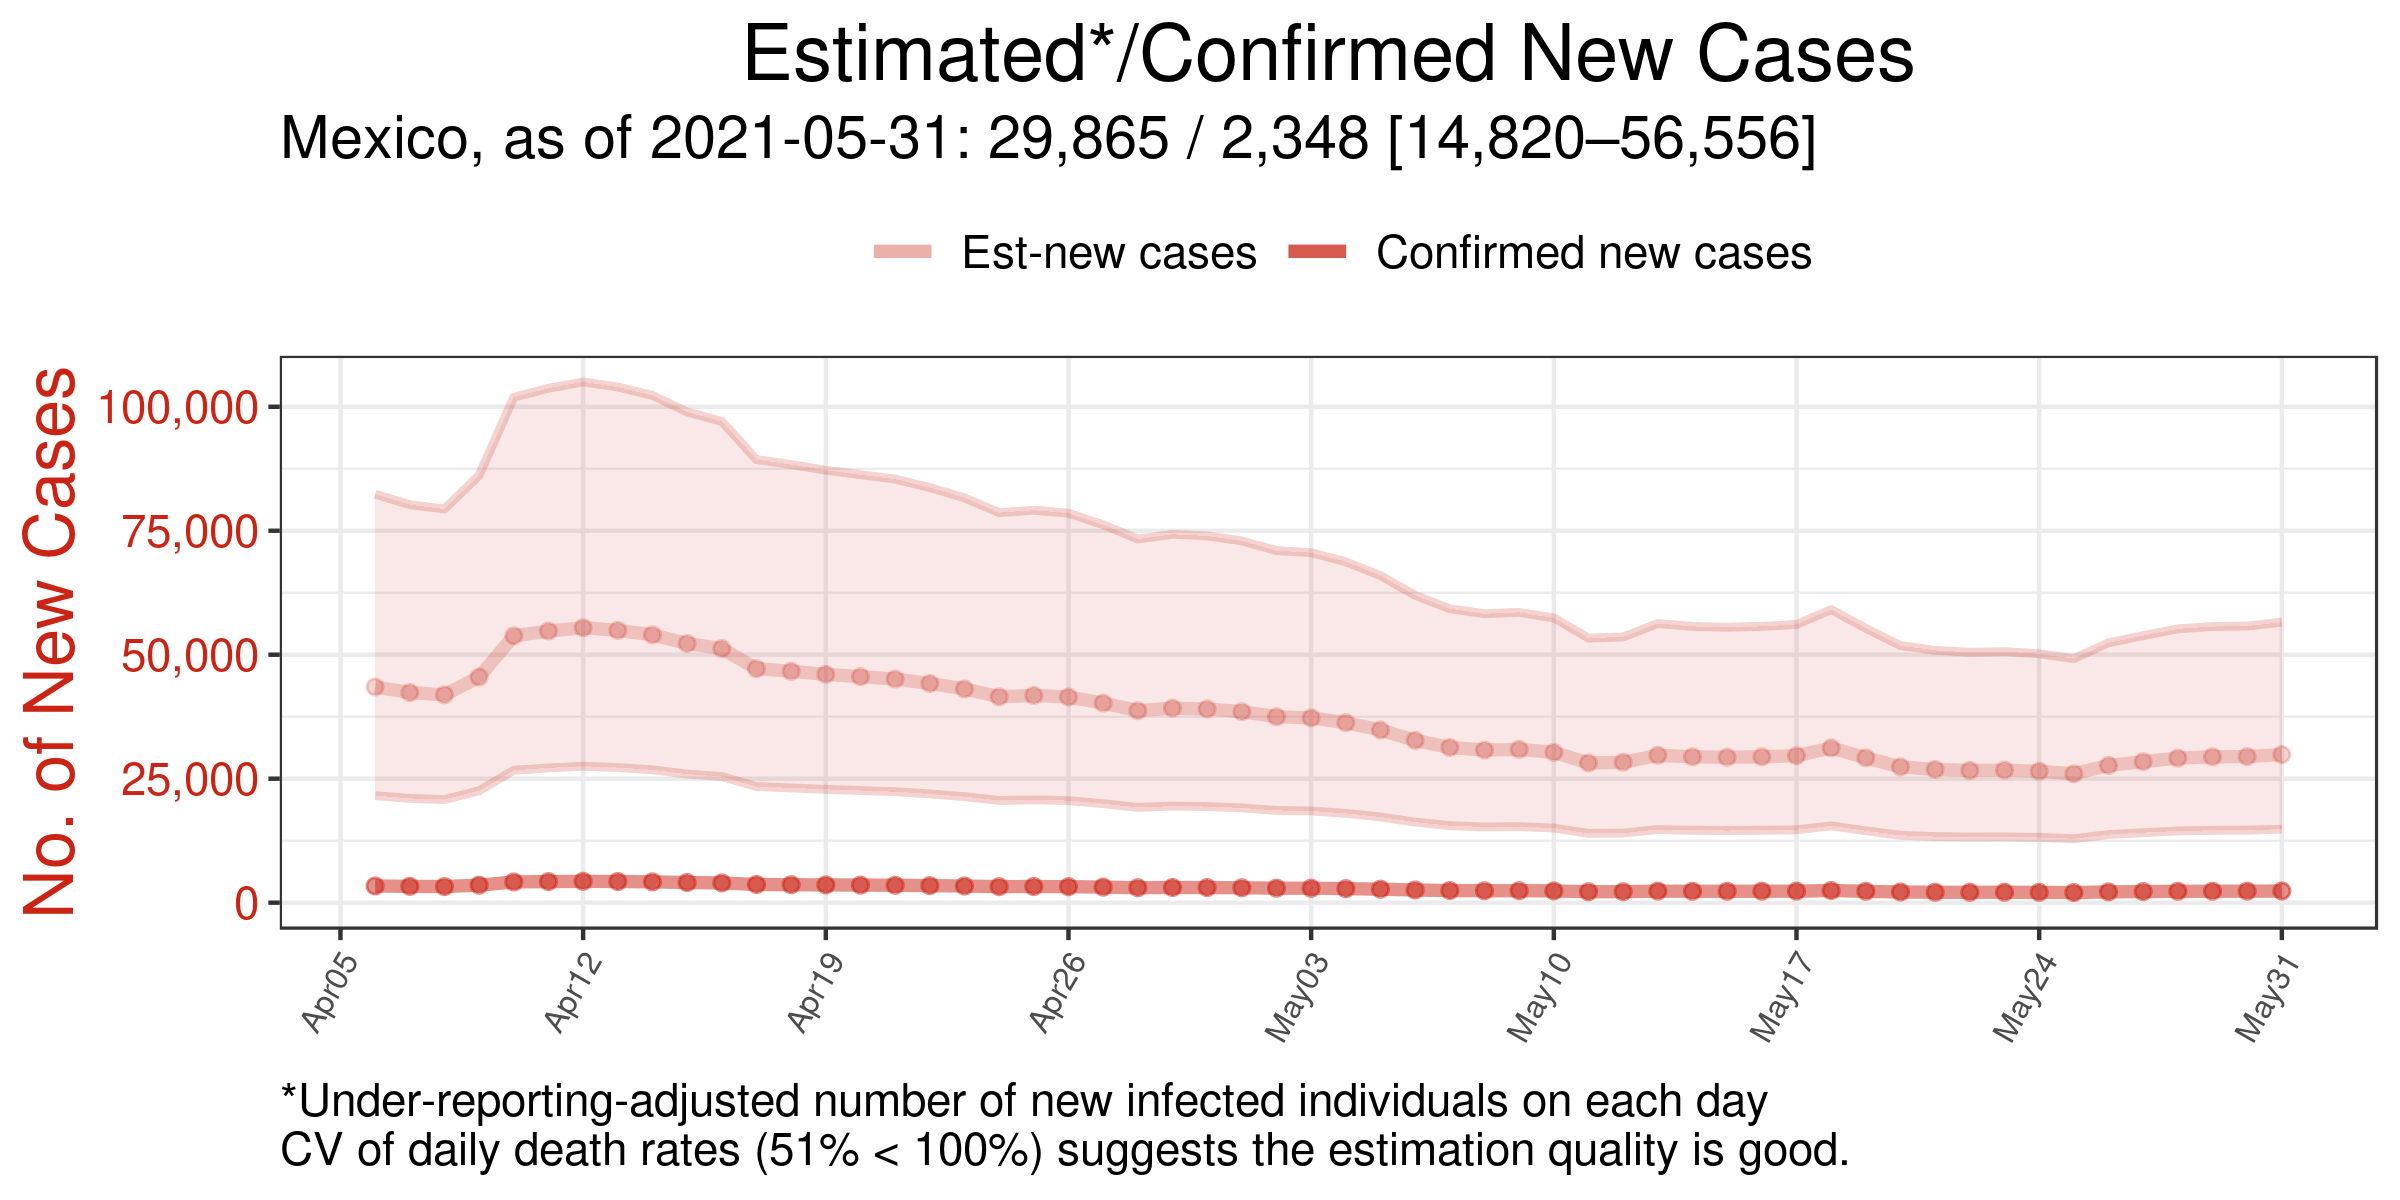 Estimated*/Confirmed New Cases
Mexico, as of 2021-05-31: 29,865 / 2,348 [14,820–56,556]
Est-new cases
Confirmed new cases
No. of New Cases
100,000
75,000
50,000
25,000
0
Apr05
Apr12
Apr19
Apr26
May03
May10
May17
May24
May31
*Under-reporting-adjusted number of new infected individuals on each day
CV of daily death rates (51% < 100%) suggests the estimation quality is good.